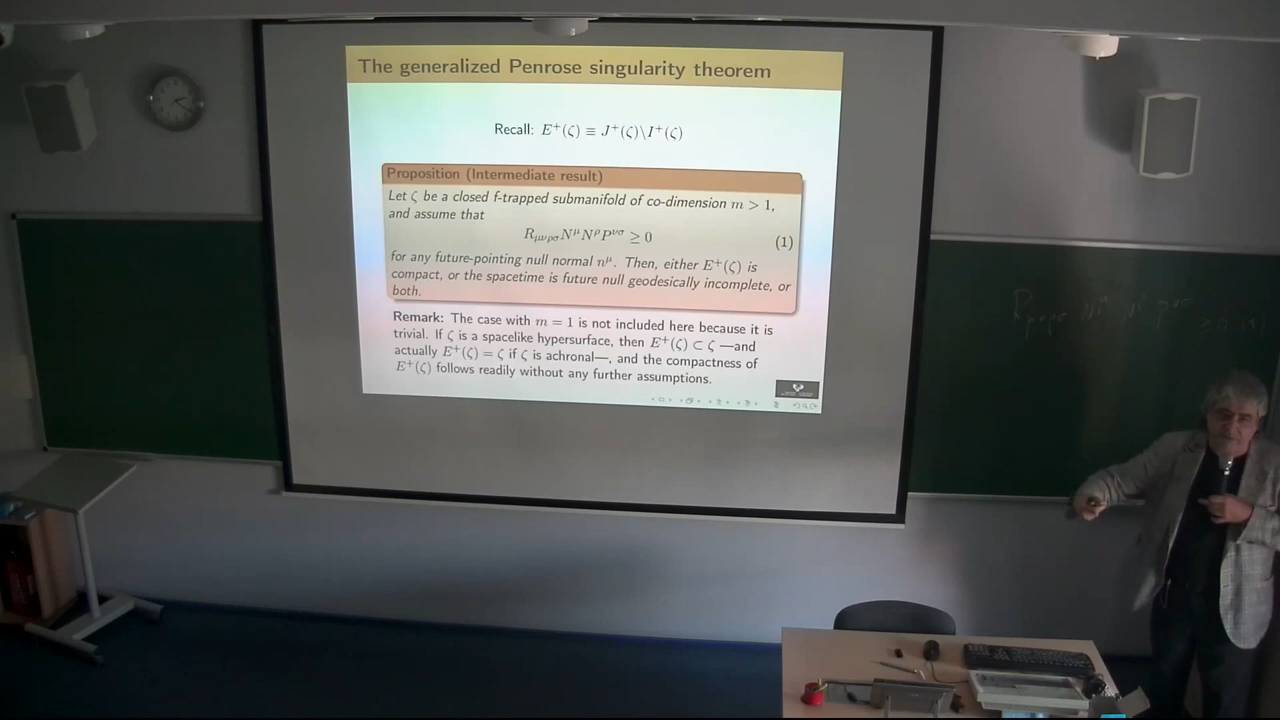 The generalized Penrose singularity theorem
Recall: E⁺(ζ) ≡ J⁺(ζ)\I⁺(ζ)
Proposition (Intermediate result)
Let ζ be a closed f-trapped submanifold of co-dimension m > 1,
and assume that
R_{μνρσ}N^μN^ρP^{νσ} ≥ 0 (1)
for any future-pointing null normal n^μ. Then, either E⁺(ζ) is
compact, or the spacetime is future null geodesically incomplete, or
both.
Remark: The case with m = 1 is not included here because it is
trivial. If ζ is a spacelike hypersurface, then E⁺(ζ) ⊂ ζ —and
actually E⁺(ζ) = ζ if ζ is achronal—, and the compactness of
E⁺(ζ) follows readily without any further assumptions.